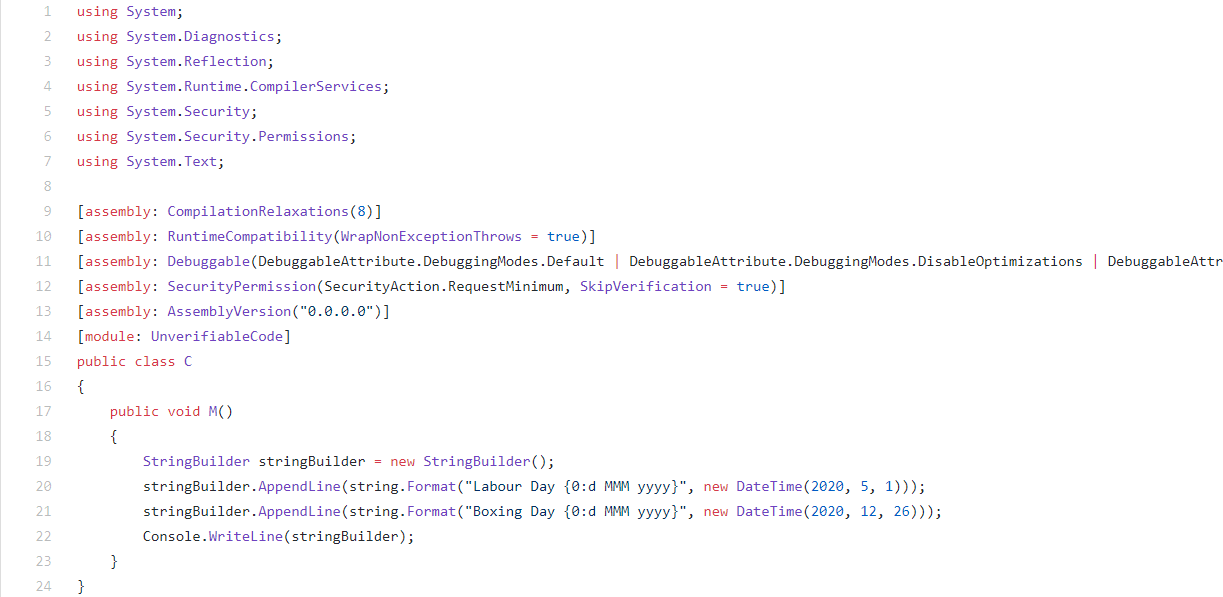 1 using System;
2 using System.Diagnostics;
3 using System.Reflection;
4 using System.Runtime.CompilerServices;
5 using System.Security;
6 using System.Security.Permissions;
7 using System.Text;
8
9 [assembly: CompilationRelaxations(8)]
10 [assembly: RuntimeCompatibility(WrapNonExceptionThrows = true)]
11 [assembly: Debuggable(DebuggableAttribute.DebuggingModes.Default | DebuggableAttribute.DebuggingModes.DisableOptimizations | DebuggableAttr
12 [assembly: SecurityPermission(SecurityAction.RequestMinimum, SkipVerification = true)]
13 [assembly: AssemblyVersion("0.0.0.0")]
14 [module: UnverifiableCode]
15 public class C
16 {
17     public void M()
18     {
19         StringBuilder stringBuilder = new StringBuilder();
20         stringBuilder.AppendLine(string.Format("Labour Day {0:d MMM yyyy}", new DateTime(2020, 5, 1)));
21         stringBuilder.AppendLine(string.Format("Boxing Day {0:d MMM yyyy}", new DateTime(2020, 12, 26)));
22         Console.WriteLine(stringBuilder);
23     }
24 }